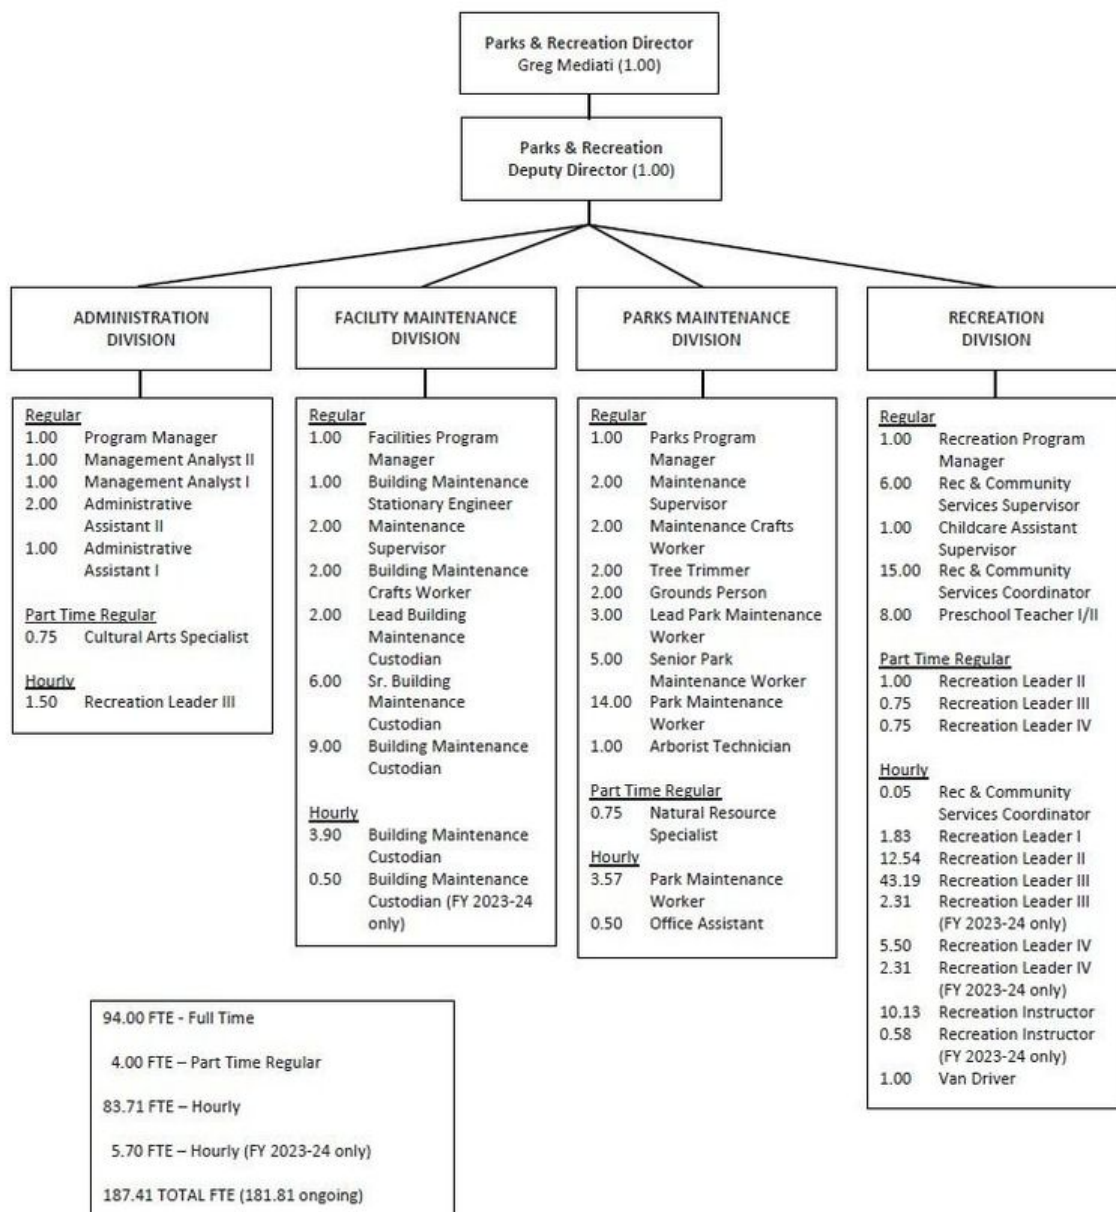 Parks & Recreation Director
Greg Mediati (1.00)
Parks & Recreation
Deputy Director (1.00)
ADMINISTRATION
DIVISION
Regular
1.00 Program Manager
1.00 Management Analyst II
1.00 Management Analyst I
2.00 Administrative
Assistant II
1.00 Administrative
Assistant I
Part Time Regular
0.75 Cultural Arts Specialist
Hourly
1.50 Recreation Leader III
FACILITY MAINTENANCE
DIVISION
Regular
1.00 Facilities Program
Manager
1.00 Building Maintenance
Stationary Engineer
2.00 Maintenance
Supervisor
2.00 Building Maintenance
Crafts Worker
2.00 Lead Building
Maintenance
Custodian
6.00 Sr. Building
Maintenance
Custodian
9.00 Building Maintenance
Custodian
Hourly
3.90 Building Maintenance
Custodian
0.50 Building Maintenance
Custodian (FY 2023-24
only)
PARKS MAINTENANCE
DIVISION
Regular
1.00 Parks Program
Manager
2.00 Maintenance
Supervisor
2.00 Maintenance Crafts
Worker
2.00 Tree Trimmer
2.00 Grounds Person
3.00 Lead Park Maintenance
Worker
5.00 Senior Park
Maintenance Worker
14.00 Park Maintenance
Worker
1.00 Arborist Technician
Part Time Regular
0.75 Natural Resource
Specialist
Hourly
3.57 Park Maintenance
Worker
0.50 Office Assistant
RECREATION
DIVISION
Regular
1.00 Recreation Program
Manager
6.00 Rec & Community
Services Supervisor
1.00 Childcare Assistant
Supervisor
15.00 Rec & Community
Services Coordinator
8.00 Preschool Teacher I/II
Part Time Regular
1.00 Recreation Leader II
0.75 Recreation Leader III
0.75 Recreation Leader IV
Hourly
0.05 Rec & Community
Services Coordinator
1.83 Recreation Leader I
12.54 Recreation Leader II
43.19 Recreation Leader III
2.31 Recreation Leader III
(FY 2023-24 only)
5.50 Recreation Leader IV
2.31 Recreation Leader IV
(FY 2023-24 only)
10.13 Recreation Instructor
0.58 Recreation Instructor
(FY 2023-24 only)
1.00 Van Driver
94.00 FTE - Full Time
4.00 FTE – Part Time Regular
83.71 FTE – Hourly
5.70 FTE – Hourly (FY 2023-24 only)
187.41 TOTAL FTE (181.81 ongoing)